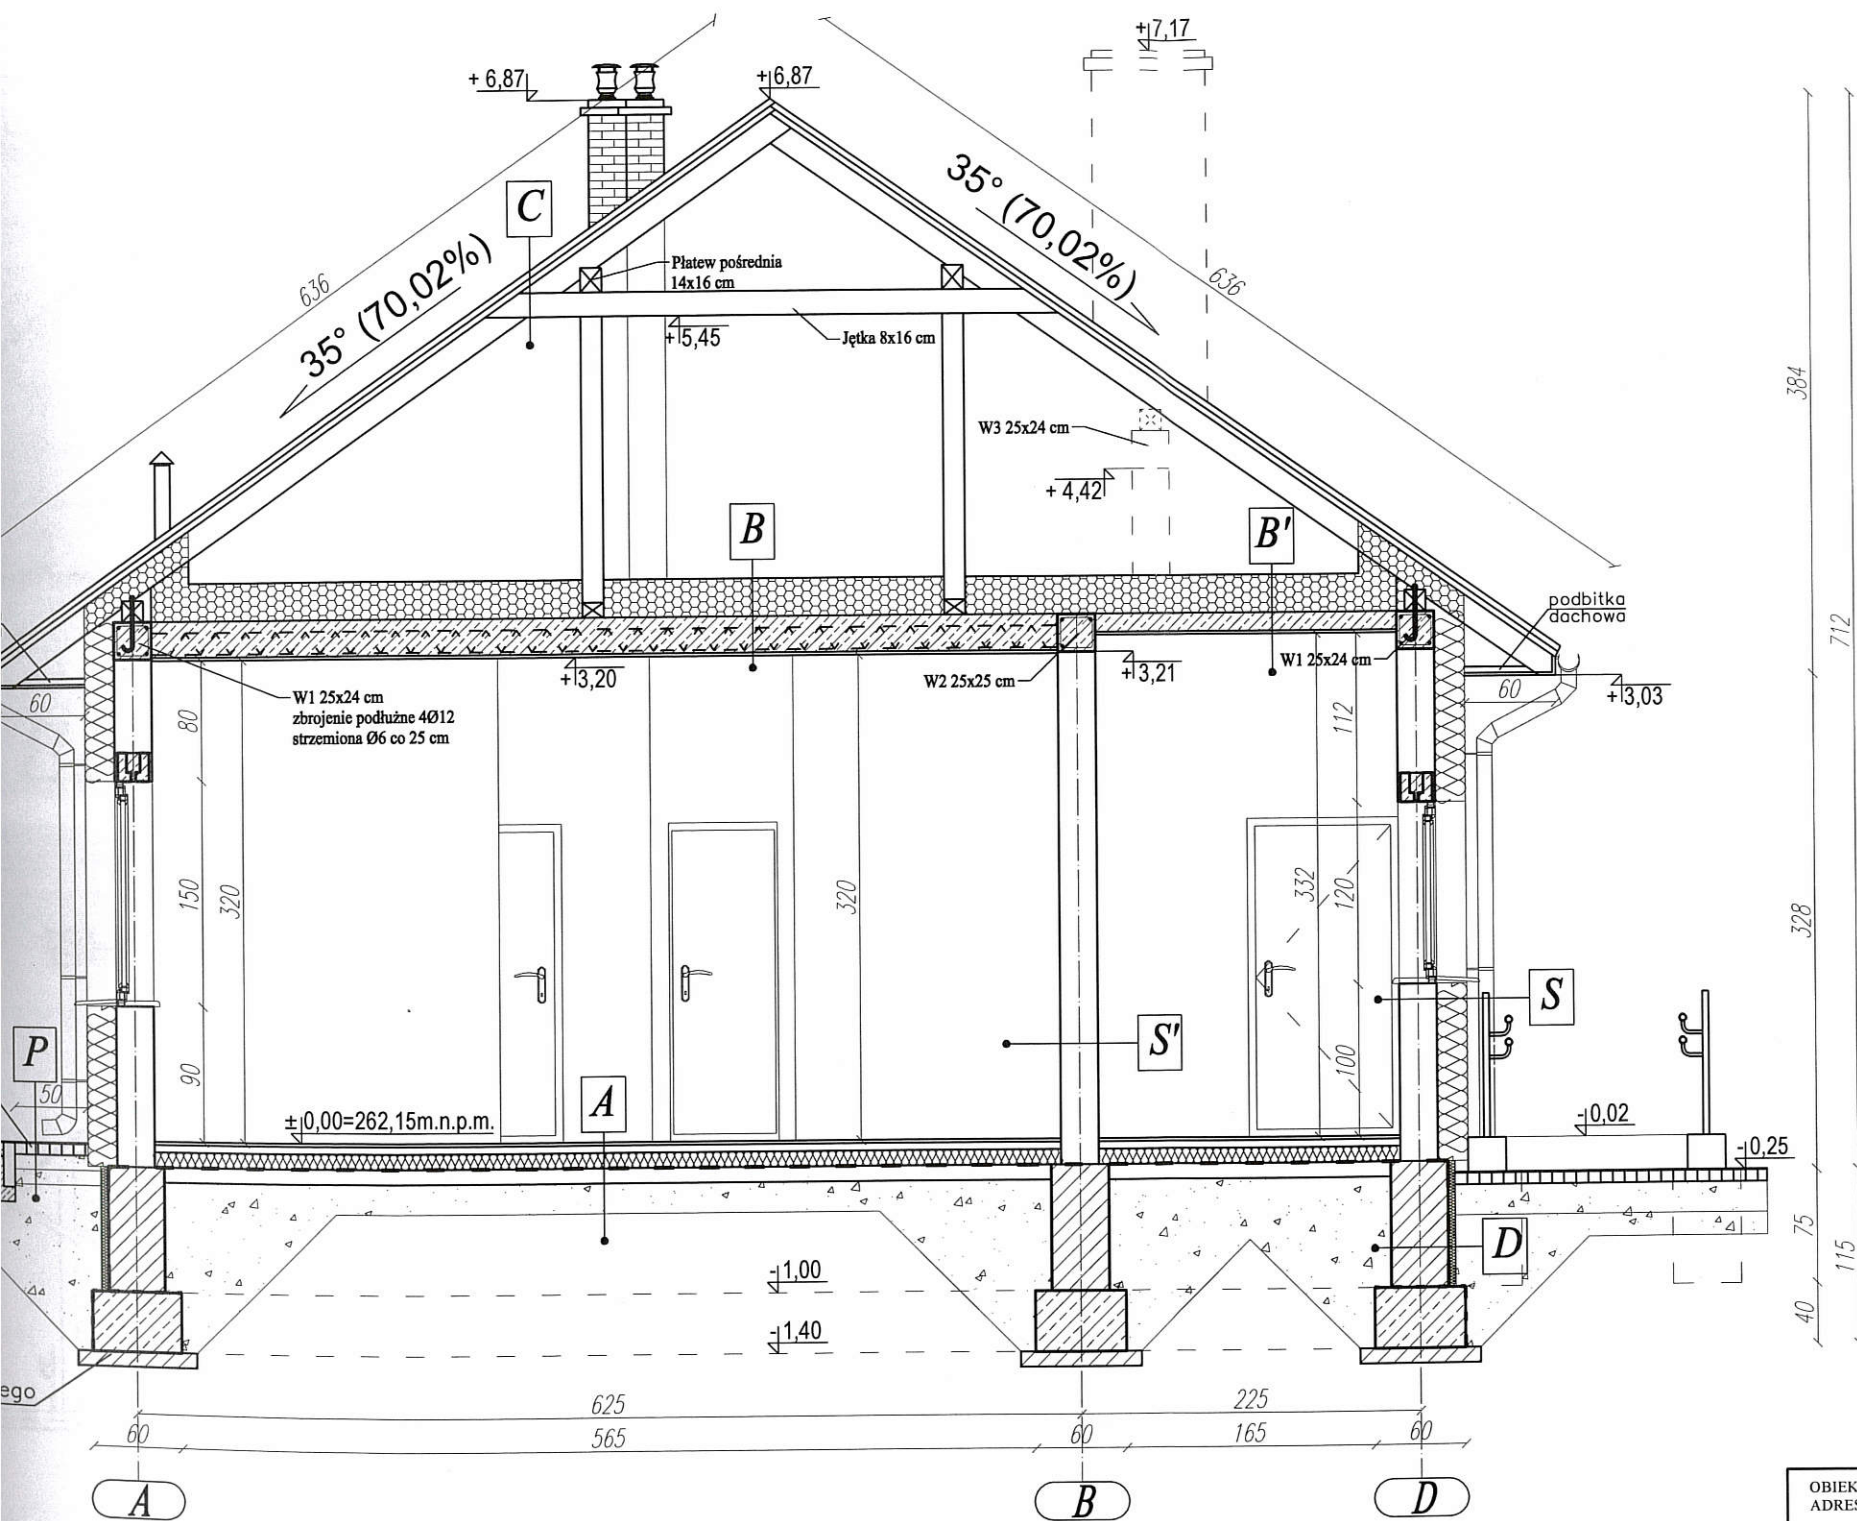 +7,17
+ 6,87
+6,87
C
35° (70,02%)
35° (70,02%)
636
636
Płatew pośrednia
14x16 cm
+5,45
Jętka 8x16 cm
384
W3 25x24 cm
+ 4,42
B
B'
podbitka
dachowa
712
+3,20
W2 25x25 cm
+3,21
W1 25x24 cm
60
60
+3,03
W1 25x24 cm
zbrojenie podłużne 4Ø12
strzemiona Ø6 co 25 cm
80
112
150
320
320
332
120
328
S
P
S'
90
100
50
A
±0,00=262,15m.n.p.m.
-0,02
-0,25
D
75
115
-1,00
40
-1,40
ego
625
225
60
565
60
165
60
A
B
D
OBIEK
ADRES